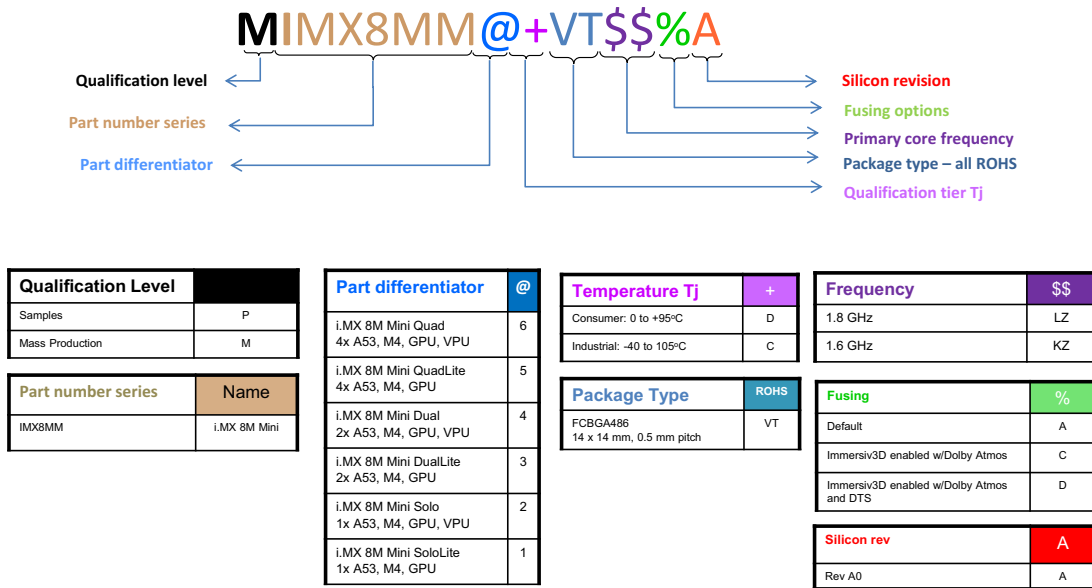 MIMX8MM@+VT$$%A
Qualification level
Part number series
Part differentiator
Silicon revision
Fusing options
Primary core frequency
Package type – all ROHS
Qualification tier Tj
Qualification Level
Samples P
Mass Production M
Part number series Name
IMX8MM i.MX 8M Mini
Part differentiator @
i.MX 8M Mini Quad 6
4x A53, M4, GPU, VPU
i.MX 8M Mini QuadLite 5
4x A53, M4, GPU
i.MX 8M Mini Dual 4
2x A53, M4, GPU, VPU
i.MX 8M Mini DualLite 3
2x A53, M4, GPU
i.MX 8M Mini Solo 2
1x A53, M4, GPU, VPU
i.MX 8M Mini SoloLite 1
1x A53, M4, GPU
Temperature Tj +
Consumer: 0 to +95ºC D
Industrial: -40 to 105ºC C
Package Type ROHS
FCBGA486 VT
14 x 14 mm, 0.5 mm pitch
Frequency $$
1.8 GHz LZ
1.6 GHz KZ
Fusing %
Default A
Immersiv3D enabled w/Dolby Atmos C
Immersiv3D enabled w/Dolby Atmos D
and DTS
Silicon rev A
Rev A0 A